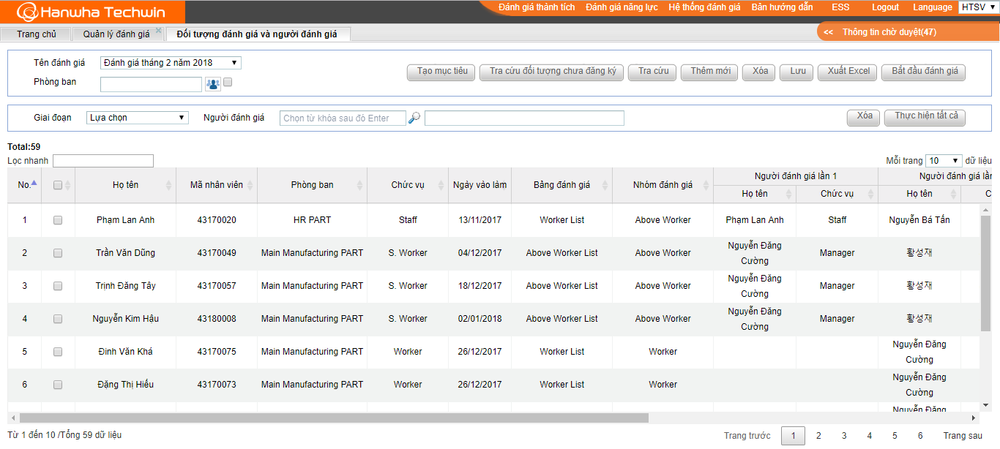 Hanwha Techwin
Đánh giá thành tích Đánh giá năng lực Hệ thống đánh giá Bản hướng dẫn ESS Logout Language HTSV
Trang chủ Quản lý đánh giá Đối tượng đánh giá và người đánh giá << Thông tin chờ duyệt(47)
Tên đánh giá Đánh giá tháng 2 năm 2018
Tạo mục tiêu Tra cứu đối tượng chưa đăng ký Tra cứu Thêm mới Xóa Lưu Xuất Excel Bắt đầu đánh giá
Phòng ban
Giai đoạn Lựa chọn Người đánh giá Chọn từ khóa sau đó Enter Xóa Thực hiện tất cả
Total:59
Lọc nhanh Mỗi trang 10 dữ liệu
Người đánh giá lần 1 Người đánh giá lần
No. Họ tên Mã nhân viên Phòng ban Chức vụ Ngày vào làm Bảng đánh giá Nhóm đánh giá
Họ tên Chức vụ Họ tên C
1 Phạm Lan Anh 43170020 HR PART Staff 13/11/2017 Worker List Above Worker Phạm Lan Anh Staff Nguyễn Bá Tấn
2 Trần Văn Dũng 43170049 Main Manufacturing PART S. Worker 04/12/2017 Above Worker List Above Worker Nguyễn Đăng Cường Manager 황성재
3 Trịnh Đăng Tây 43170057 Main Manufacturing PART S. Worker 18/12/2017 Above Worker List Above Worker Nguyễn Đăng Cường Manager 황성재
4 Nguyễn Kim Hậu 43180008 Main Manufacturing PART S. Worker 02/01/2018 Above Worker List Above Worker Nguyễn Đăng Cường Manager 황성재
5 Đinh Văn Khá 43170075 Main Manufacturing PART Worker 26/12/2017 Worker List Worker Nguyễn Đăng Cường
6 Đặng Thị Hiếu 43170073 Main Manufacturing PART Worker 26/12/2017 Worker List Worker Nguyễn Đăng Cường
Nguyễn Đăng
Từ 1 đến 10 /Tổng 59 dữ liệu Trang trước 1 2 3 4 5 6 Trang sau